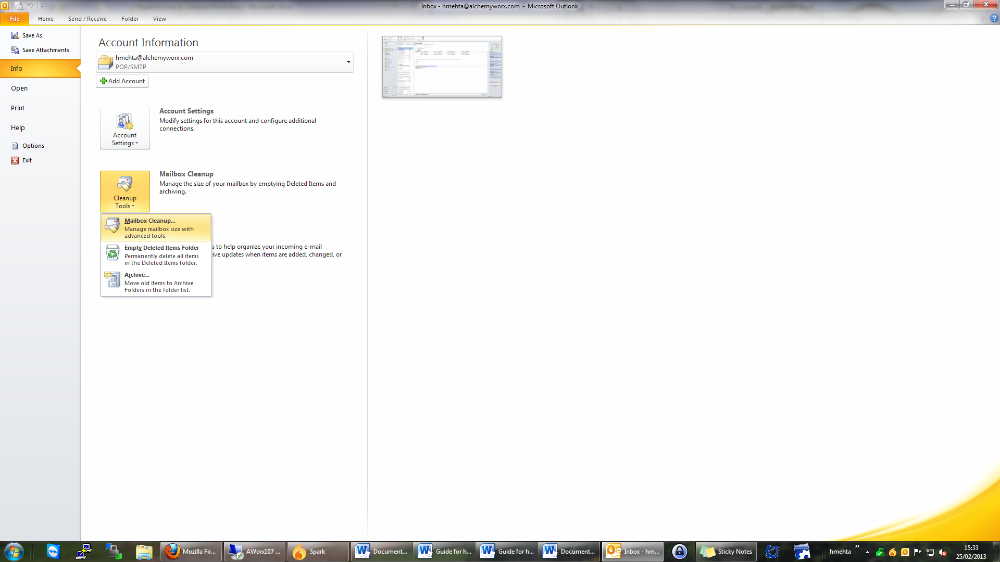 Inbox - hmehta@alchemyworx.com - Microsoft Outlook
File Home Send / Receive Folder View
Save As
Save Attachments
Info
Open
Print
Help
Options
Exit
Account Information
hmehta@alchemyworx.com
POP/SMTP
Add Account
Account
Settings
Account Settings
Modify settings for this account and configure additional
connections.
Cleanup
Tools
Mailbox Cleanup
Manage the size of your mailbox by emptying Deleted Items and
archiving.
Mailbox Cleanup...
Manage mailbox size with
advanced tools.
Empty Deleted Items Folder
Permanently delete all items
in the Deleted Items folder.
Archive...
Move old items to Archive
Folders in the folder list.
s to help organize your incoming e-mail
ive updates when items are added, changed, or
Mozilla Fir... AWorx107 ... Spark Document... Guide for h... Guide for h... Document... Inbox - hm... Sticky Notes hmehta
15:33
25/02/2013